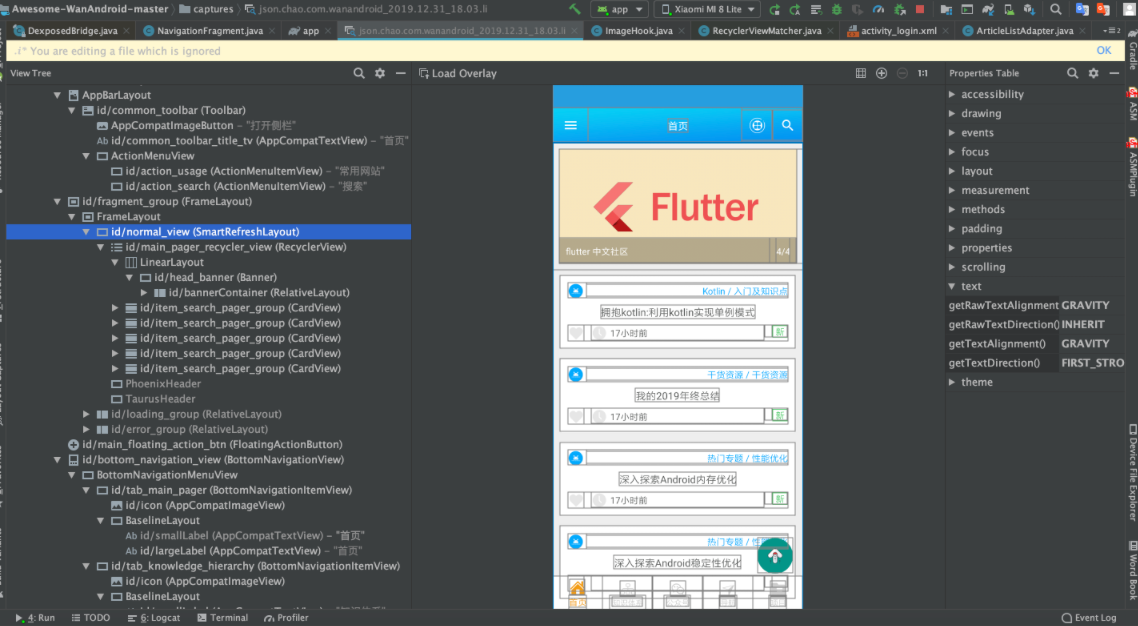 Awesome-WanAndroid-master captures json.chao.com.wanandroid_2019.12.31_18.03.li app Xiaomi MI 8 Lite
DexposedBridge.java NavigationFragment.java app json.chao.com.wanandroid_2019.12.31_18.03.li ImageHook.java RecyclerViewMatcher.java activity_login.xml ArticleListAdapter.java
.i* You are editing a file which is ignored OK
View Tree
Load Overlay
1:1
Properties Table
AppBarLayout
id/common_toolbar (Toolbar)
AppCompatImageButton – "打开侧栏"
Ab id/common_toolbar_title_tv (AppCompatTextView) – "首页"
ActionMenuView
id/action_usage (ActionMenuItemView) – "常用网站"
id/action_search (ActionMenuItemView) – "搜索"
id/fragment_group (FrameLayout)
FrameLayout
id/normal_view (SmartRefreshLayout)
id/main_pager_recycler_view (RecyclerView)
LinearLayout
id/head_banner (Banner)
id/bannerContainer (RelativeLayout)
id/item_search_pager_group (CardView)
id/item_search_pager_group (CardView)
id/item_search_pager_group (CardView)
id/item_search_pager_group (CardView)
id/item_search_pager_group (CardView)
PhoenixHeader
TaurusHeader
id/loading_group (RelativeLayout)
id/error_group (RelativeLayout)
id/main_floating_action_btn (FloatingActionButton)
id/bottom_navigation_view (BottomNavigationView)
BottomNavigationMenuView
id/tab_main_pager (BottomNavigationItemView)
id/icon (AppCompatImageView)
BaselineLayout
Ab id/smallLabel (AppCompatTextView) – "首页"
Ab id/largeLabel (AppCompatTextView) – "首页"
id/tab_knowledge_hierarchy (BottomNavigationItemView)
id/icon (AppCompatImageView)
BaselineLayout
首页
Flutter
flutter 中文社区 4/4
Kotlin / 入门及知识点
拥抱kotlin:利用kotlin实现单例模式
17小时前 新
干货资源 / 干货资源
我的2019年终总结
17小时前 新
热门专题 / 性能优化
深入探索Android内存优化
17小时前 新
热门专题 / 性
深入探索Android稳定性优化
首页
accessibility
drawing
events
focus
layout
measurement
methods
padding
properties
scrolling
text
getRawTextAlignment GRAVITY
getRawTextDirection() INHERIT
getTextAlignment() GRAVITY
getTextDirection() FIRST_STRO
theme
Gradle
ASM
ASMPlugin
Device File Explorer
Word Book
4: Run TODO 6: Logcat Terminal Profiler Event Log